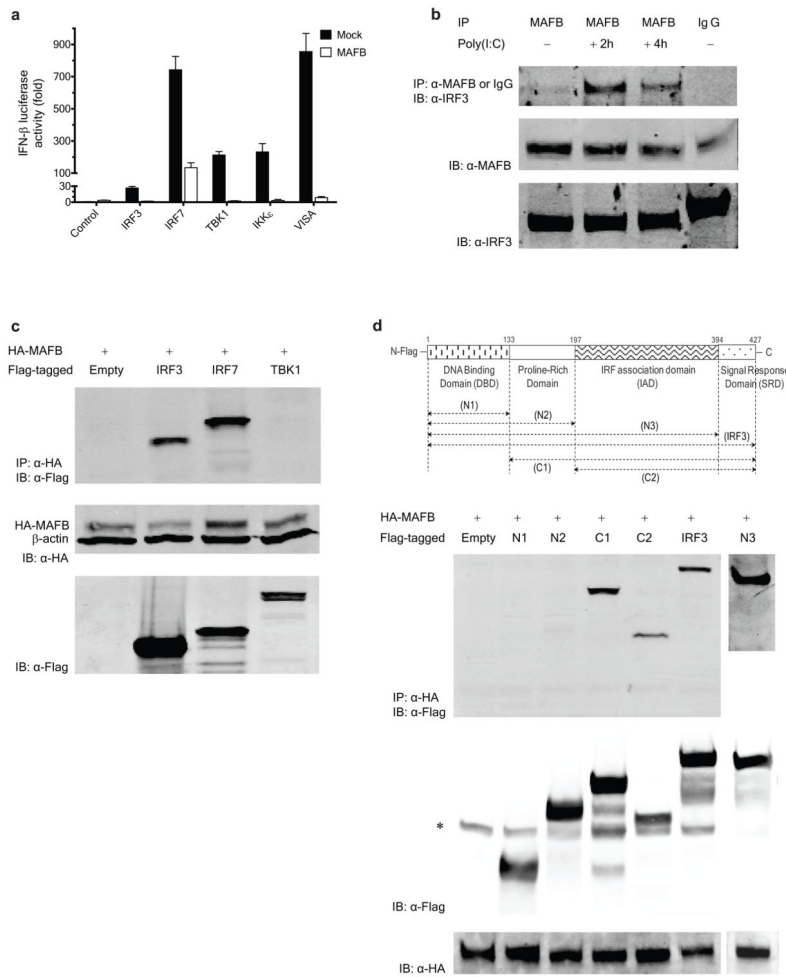 a
Mock
MAFB
IFN-β luciferase
activity (fold)
900
700
500
300
100
30
0
Control
IRF3
IRF7
TBK1
IKKε
VISA
b
IP MAFB MAFB MAFB Ig G
Poly(I:C) – + 2h + 4h –
IP: α-MAFB or IgG
IB: α-IRF3
IB: α-MAFB
IB: α-IRF3
c
HA-MAFB + + + +
Flag-tagged Empty IRF3 IRF7 TBK1
IP: α-HA
IB: α-Flag
HA-MAFB
β-actin
IB: α-HA
IB: α-Flag
d
1 133 197 394 427
N-Flag C
DNA Binding Proline-Rich IRF association domain Signal Response
Domain (DBD) Domain (IAD) Domain (SRD)
(N1)
(N2)
(N3)
(IRF3)
(C1)
(C2)
HA-MAFB + + + + + + +
Flag-tagged Empty N1 N2 C1 C2 IRF3 N3
IP: α-HA
IB: α-Flag
*
IB: α-Flag
IB: α-HA